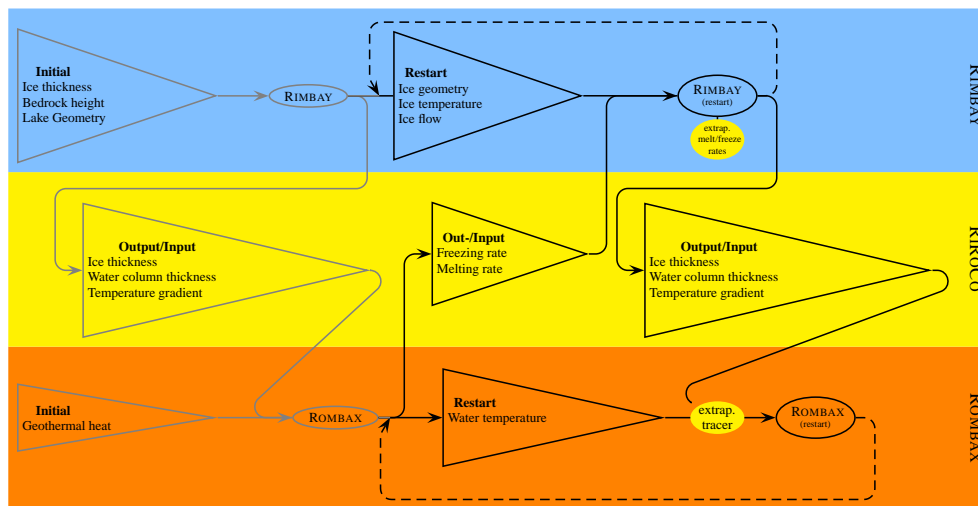 Initial
Ice thickness
Bedrock height
Lake Geometry
RIMBAY
Restart
Ice geometry
Ice temperature
Ice flow
RIMBAY
(restart)
extrap.
melt/freeze
rates
RIMBAY
Output/Input
Ice thickness
Water column thickness
Temperature gradient
Out-/Input
Freezing rate
Melting rate
Output/Input
Ice thickness
Water column thickness
Temperature gradient
RIROCO
Initial
Geothermal heat
ROMBAX
Restart
Water temperature
extrap.
tracer
ROMBAX
(restart)
ROMBAX